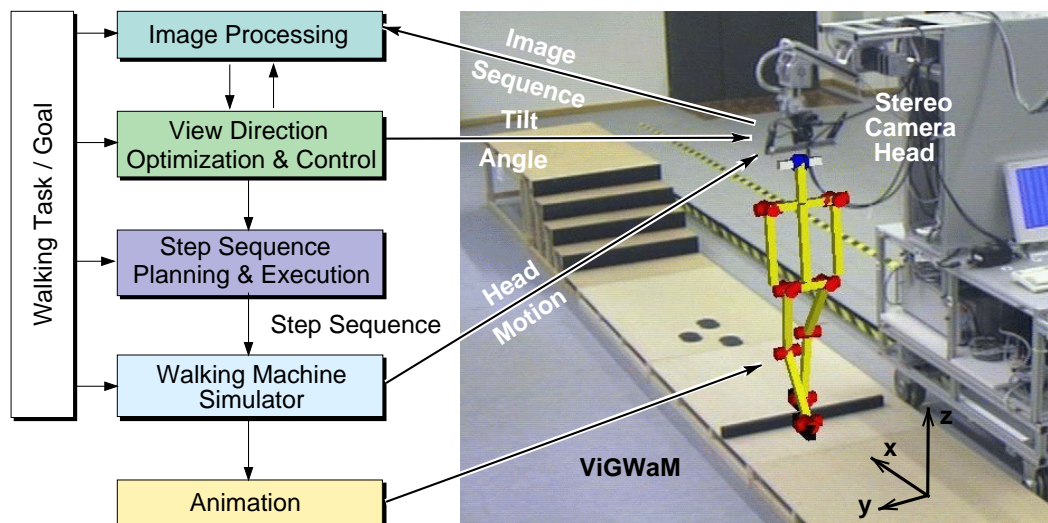 Walking Task / Goal
Image Processing
View Direction
Optimization & Control
Step Sequence
Planning & Execution
Step Sequence
Walking Machine
Simulator
Animation
Image
Sequence
Tilt
Angle
Head
Motion
Stereo
Camera
Head
ViGWaM
z
x
y